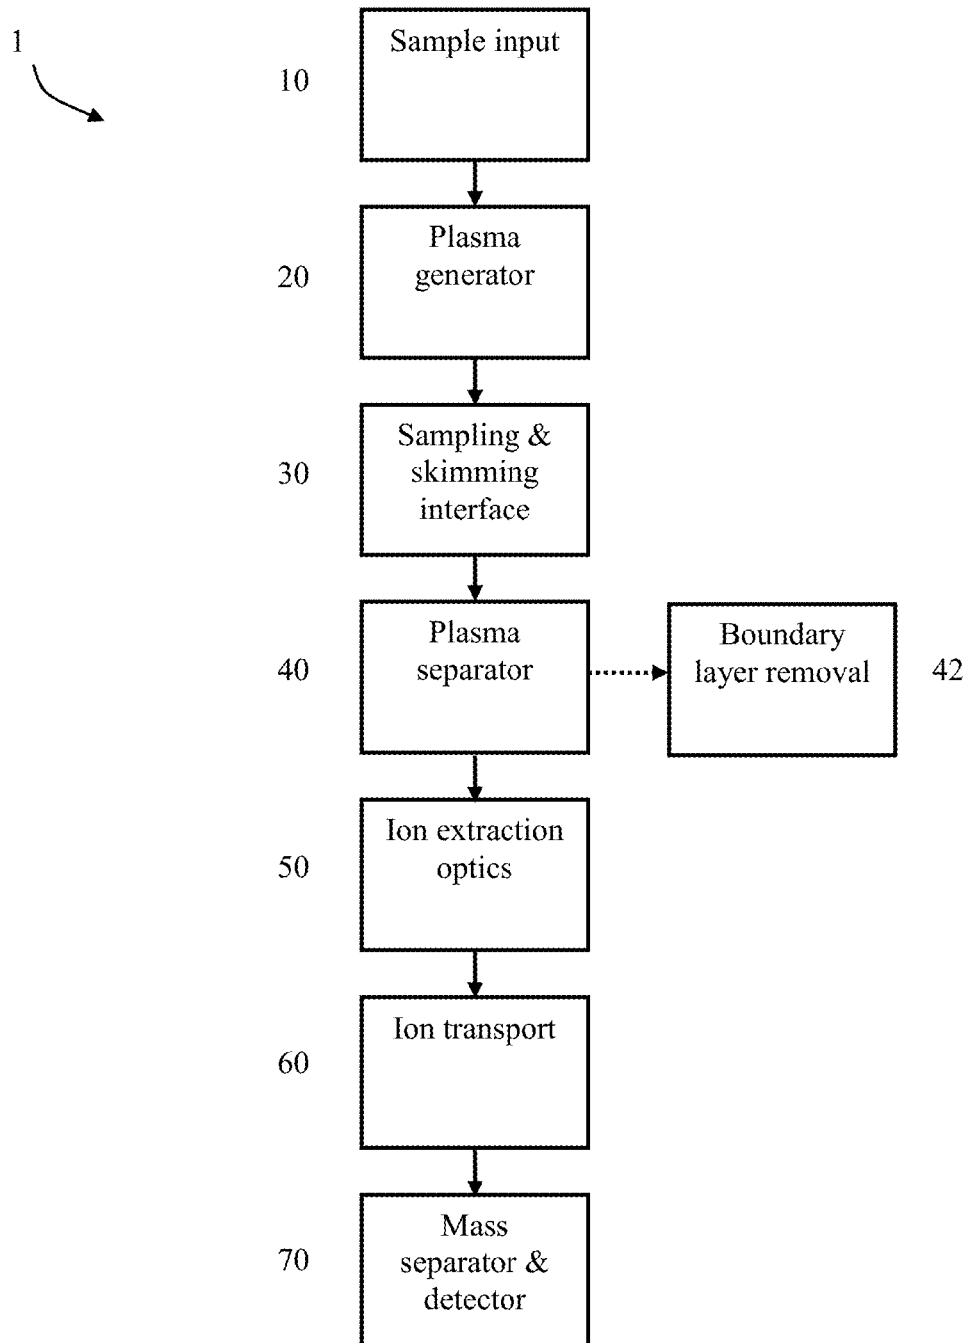 1
Sample input
10
Plasma
generator
20
Sampling &
skimming
interface
30
Plasma
separator
40
Boundary
layer removal
42
Ion extraction
optics
50
Ion transport
60
Mass
separator &
detector
70